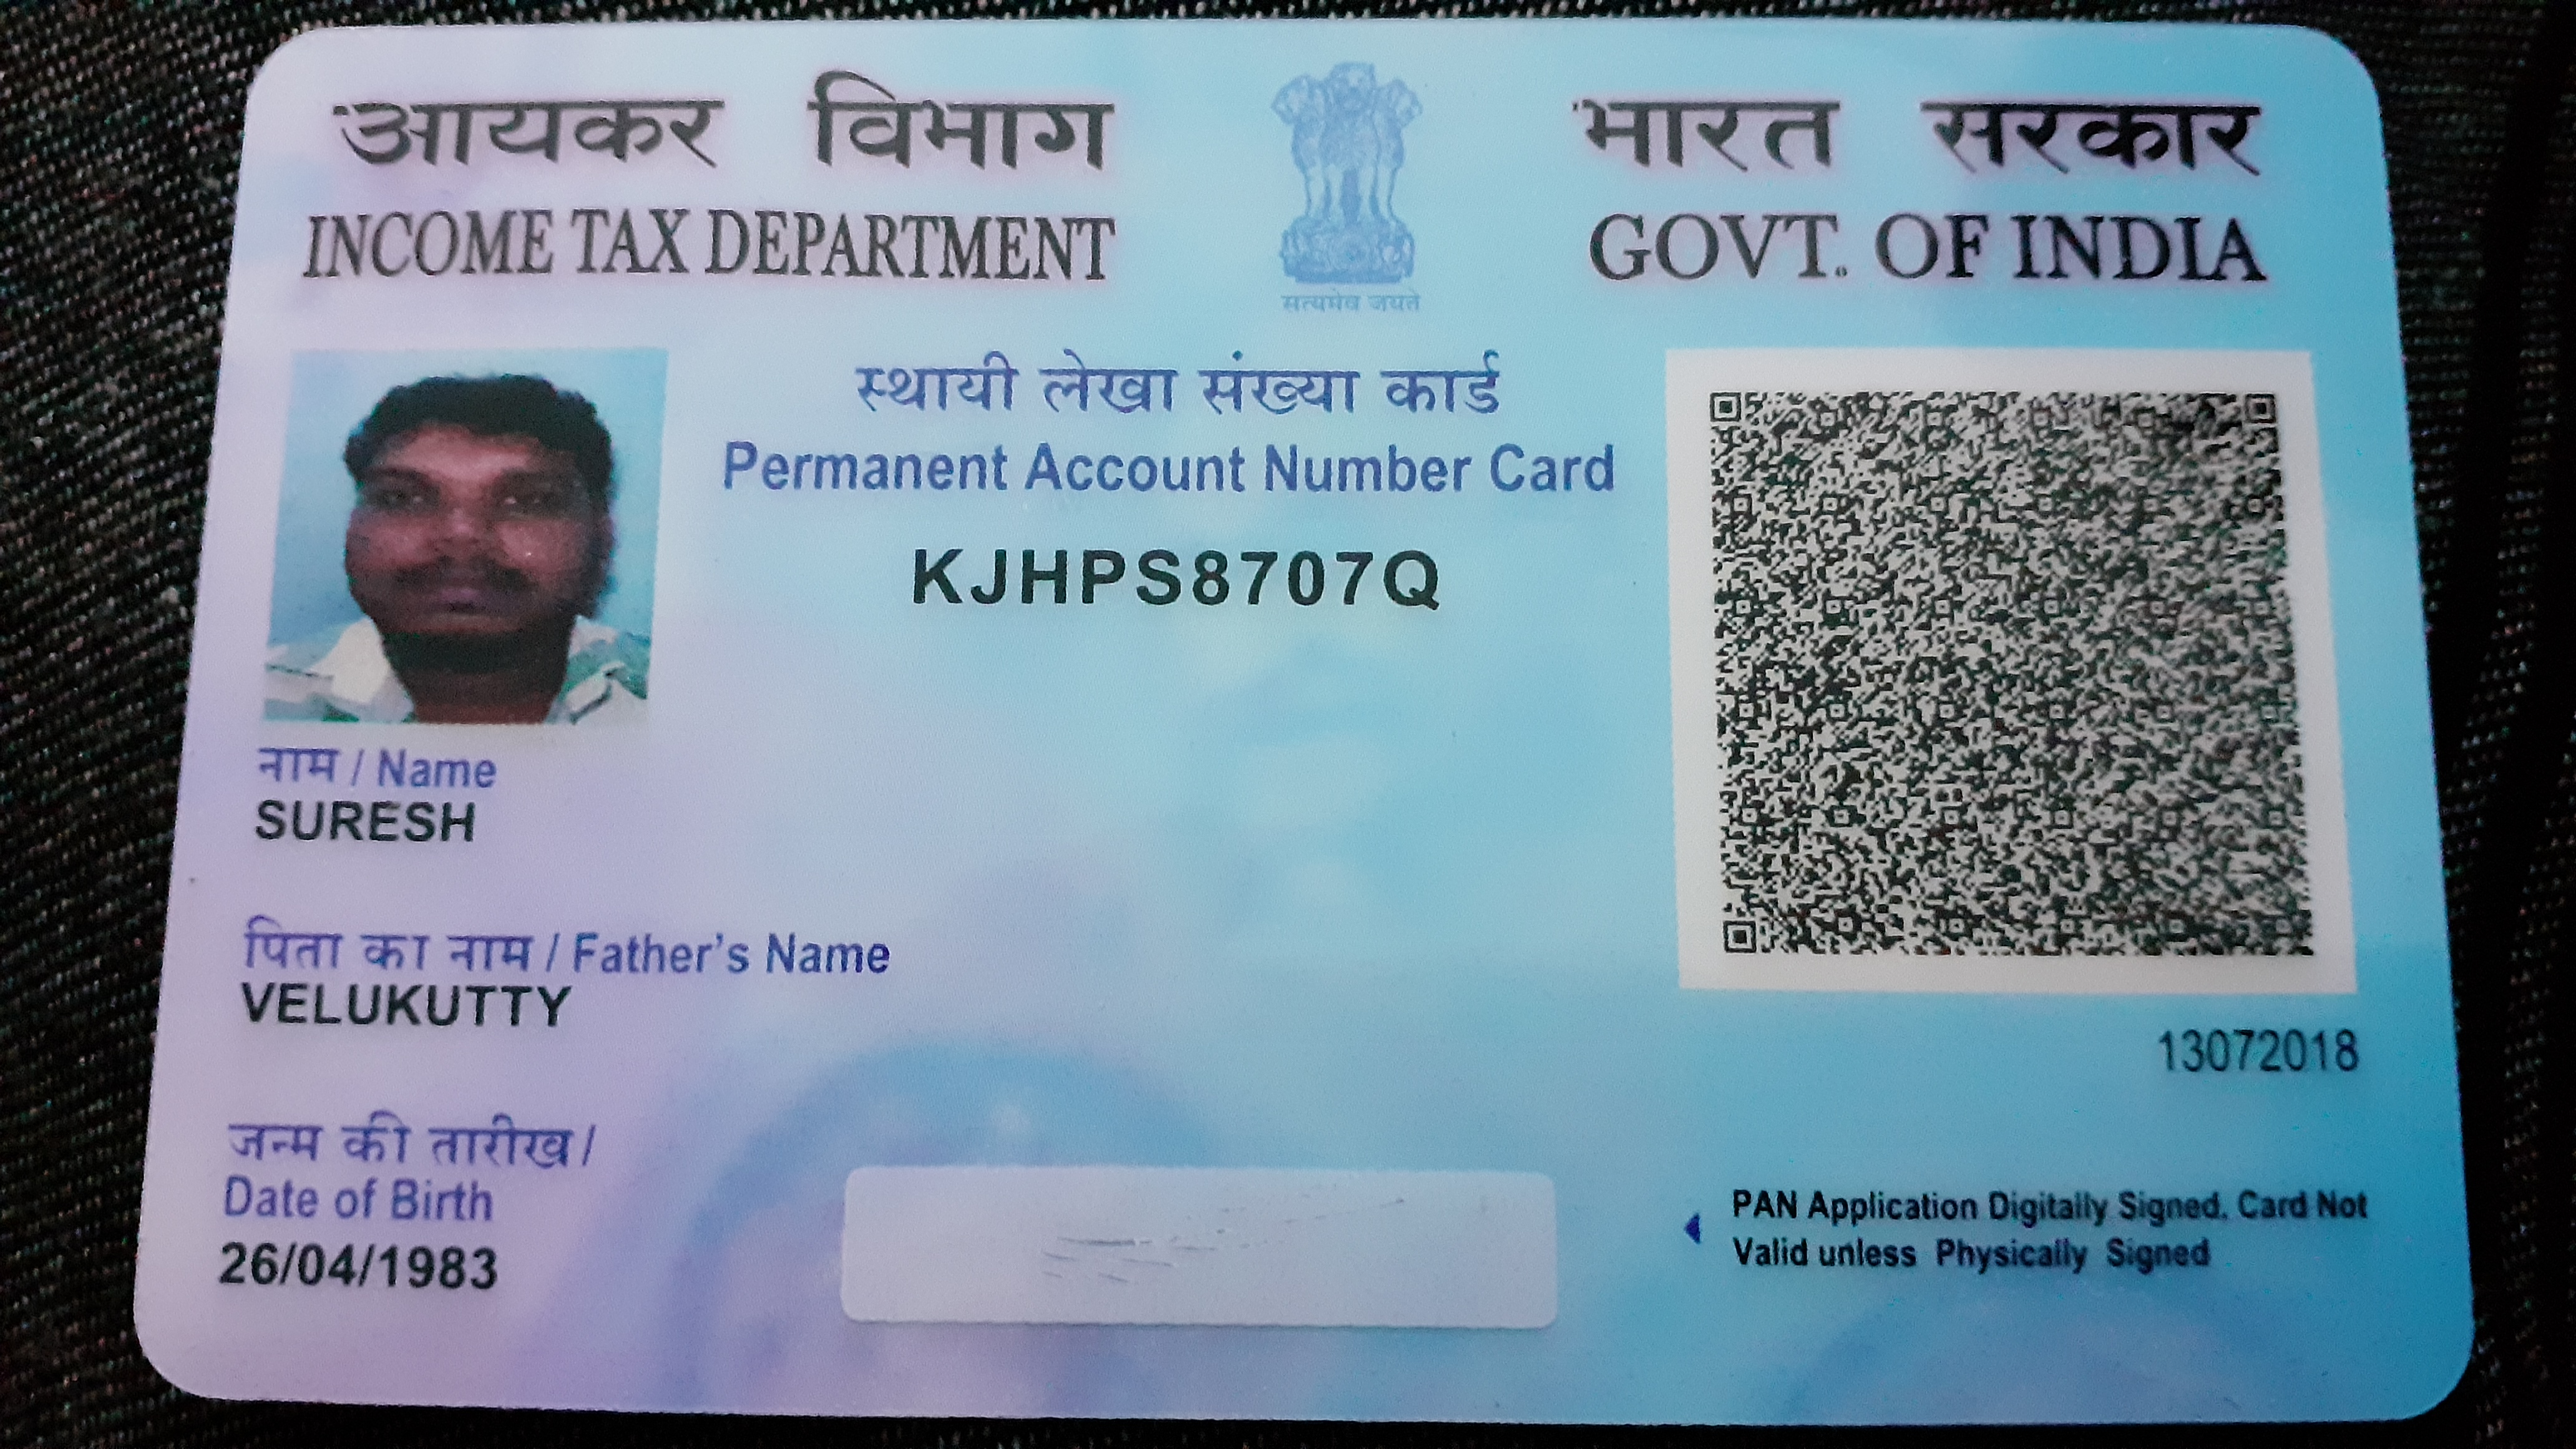 आयकर विभाग
INCOME TAX DEPARTMENT
सत्यमेव जयते
भारत सरकार
GOVT. OF INDIA
स्थायी लेखा संख्या कार्ड
Permanent Account Number Card
KJHPS8707Q
नाम / Name
SURESH
पिता का नाम / Father's Name
VELUKUTTY
13072018
जन्म की तारीख /
Date of Birth
26/04/1983
PAN Application Digitally Signed, Card Not
Valid unless Physically Signed